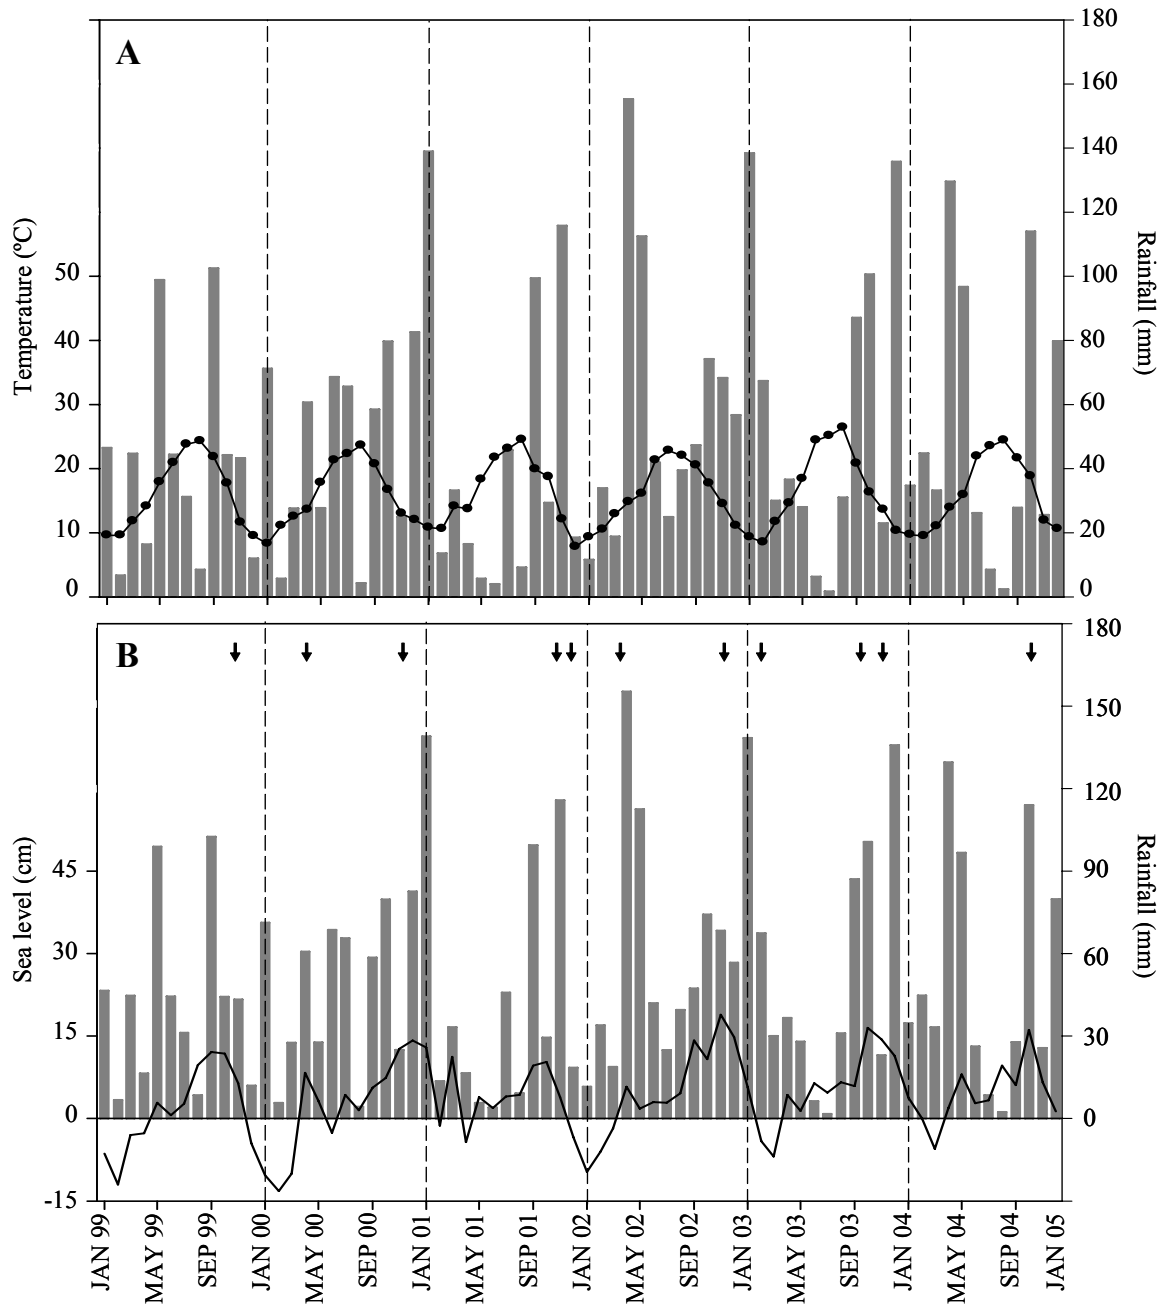 A
Temperature (ºC)
50
40
30
20
10
0
180
160
140
120
100
80
60
40
20
0
Rainfall (mm)
B
Sea level (cm)
45
30
15
0
-15
180
150
120
90
60
30
0
Rainfall (mm)
JAN 99
MAY 99
SEP 99
JAN 00
MAY 00
SEP 00
JAN 01
MAY 01
SEP 01
JAN 02
MAY 02
SEP 02
JAN 03
MAY 03
SEP 03
JAN 04
MAY 04
SEP 04
JAN 05